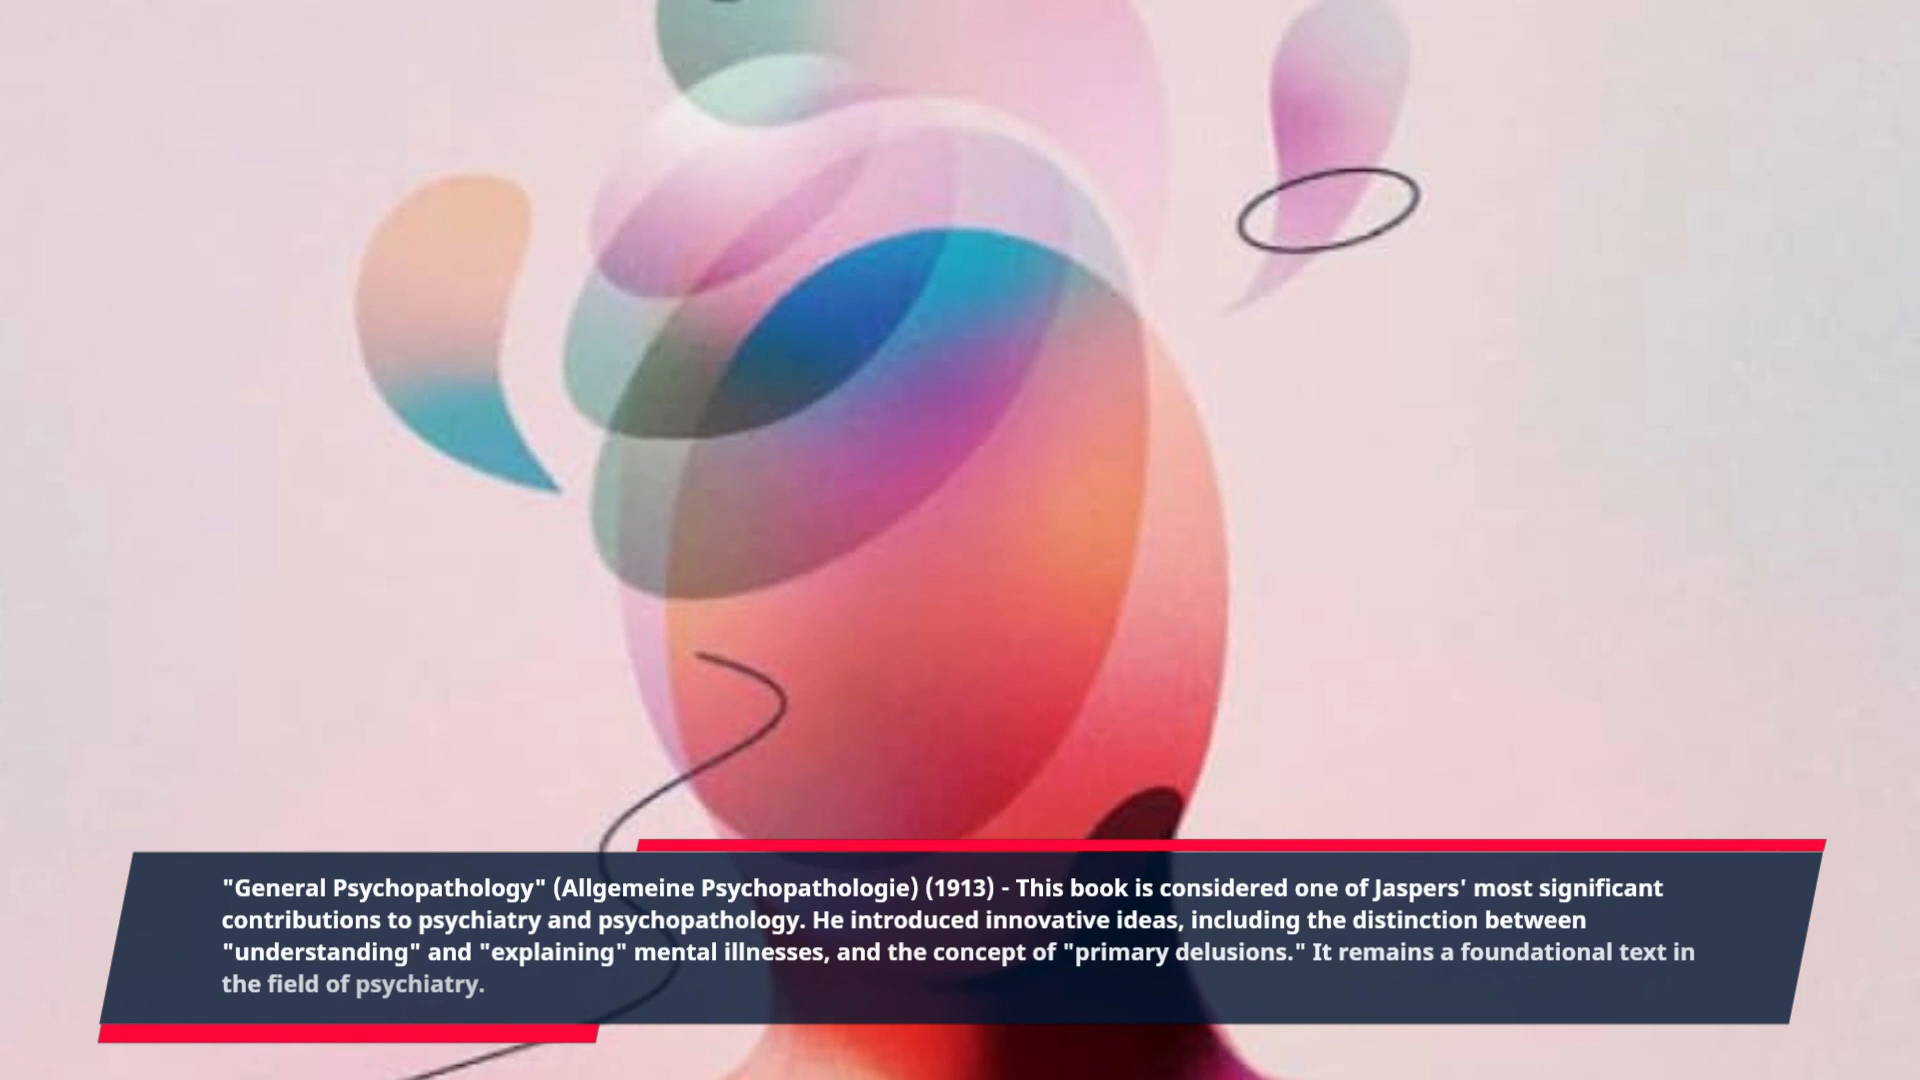 "General Psychopathology" (Allgemeine Psychopathologie) (1913) - This book is considered one of Jaspers' most significant
contributions to psychiatry and psychopathology. He introduced innovative ideas, including the distinction between
"understanding" and "explaining" mental illnesses, and the concept of "primary delusions." It remains a foundational text in
the field of psychiatry.